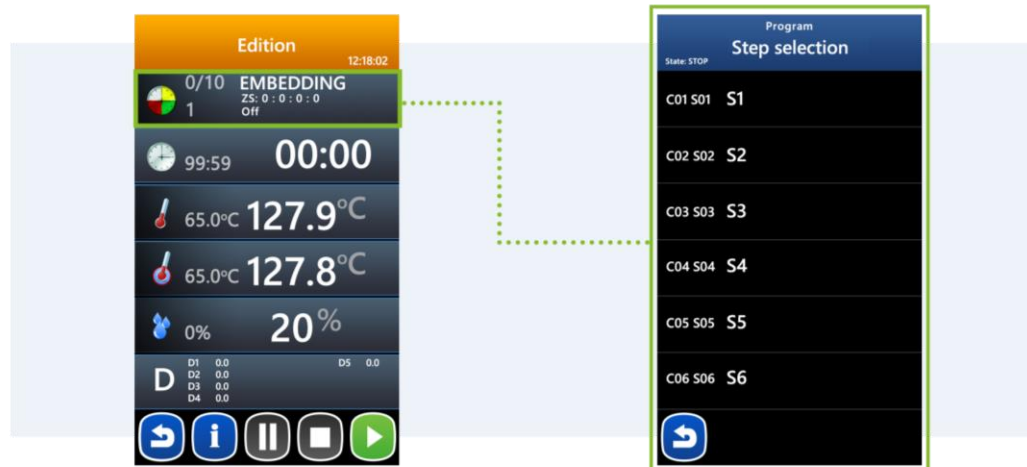 Edition
12:18:02
0/10 EMBEDDING
ZS: 0 : 0 : 0 : 0
1 Off
99:59 00:00
65.0°C 127.9°C
65.0°C 127.8°C
0% 20%
D
D1 0.0 D5 0.0
D2 0.0
D3 0.0
D4 0.0
i
Program
Step selection
State: STOP
C01 S01 S1
C02 S02 S2
C03 S03 S3
C04 S04 S4
C05 S05 S5
C06 S06 S6